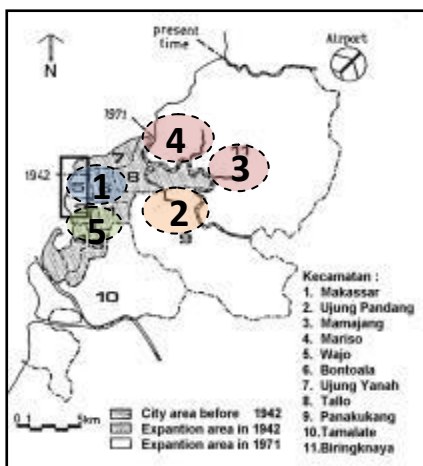 present
time
Airport
N
1971
4
11
3
7
1942
8
1
2
5
9
10
Kecamatan :
1. Makassar
2. Ujung Pandang
3. Mamajang
4. Mariso
5. Wajo
6. Bontoala
7. Ujung Yanah
8. Tallo
9. Panakukang
10. Tamalate
11. Biringknaya
City area before 1942
Expantion area in 1942
Expantion area in 1971
0 1 5km